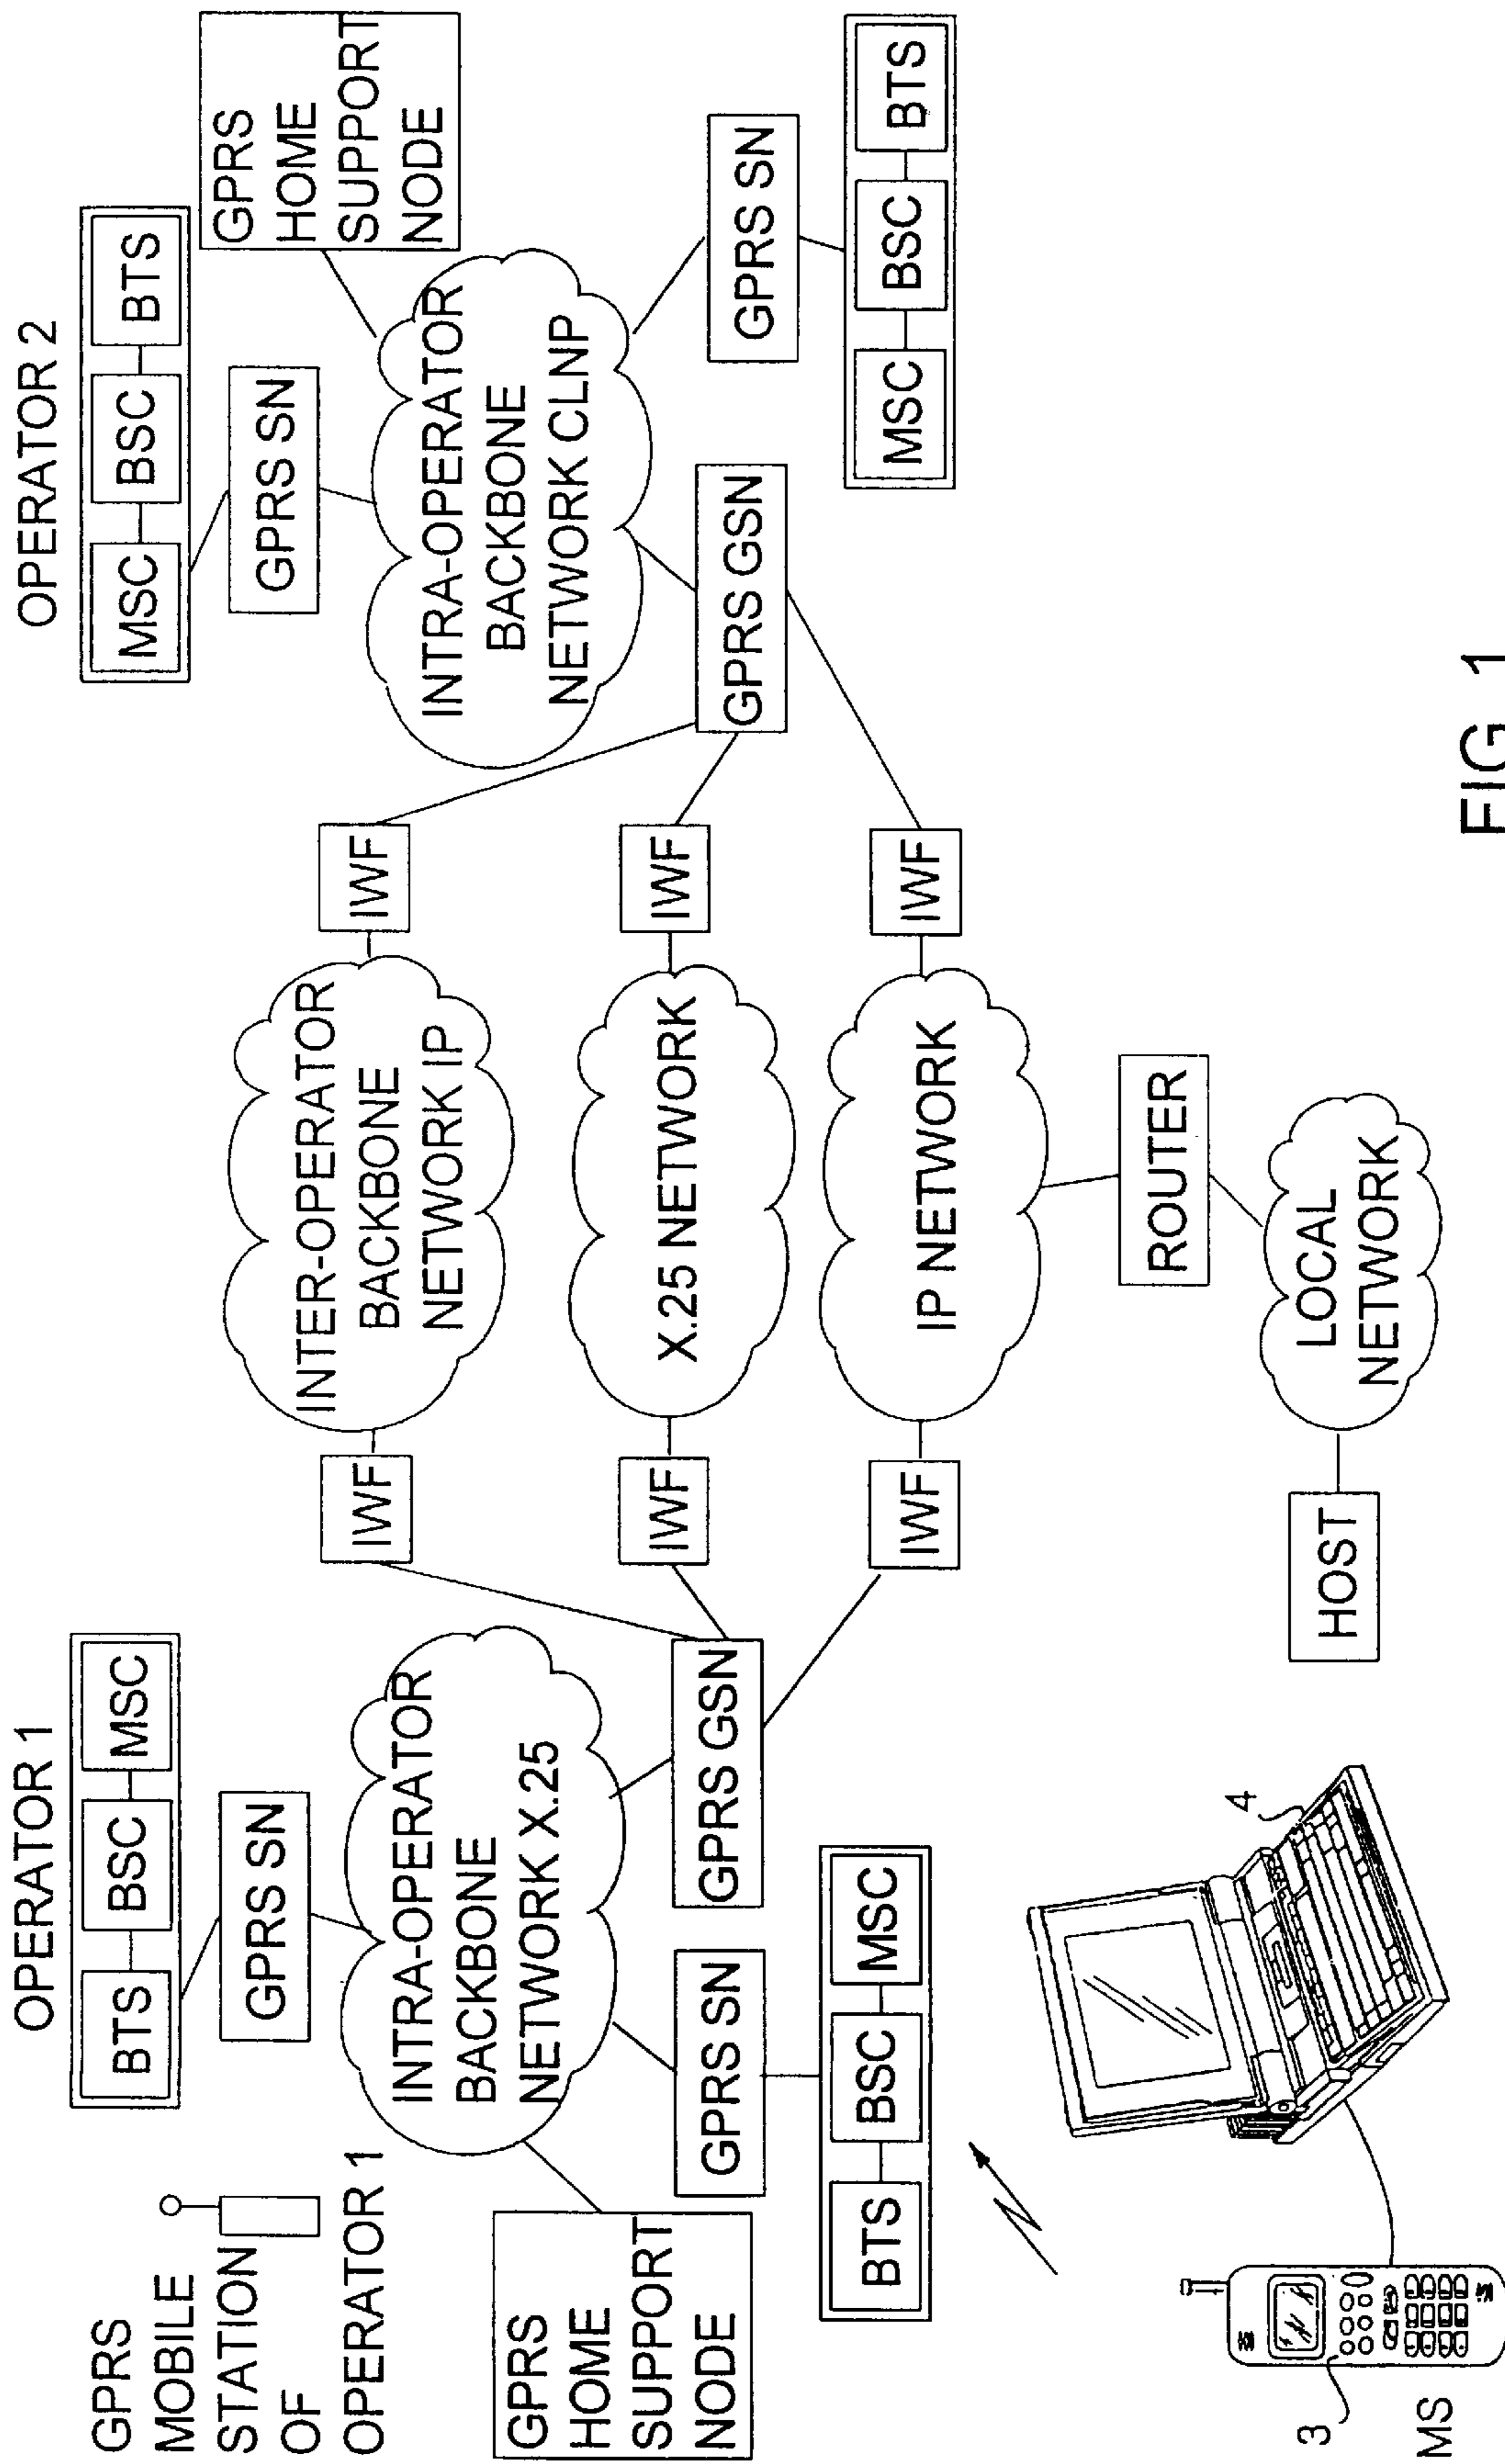 OPERATOR 1
BTS
BSC
MSC
GPRS SN
GPRS
MOBILE
STATION
OF
OPERATOR 1
INTRA-OPERATOR
BACKBONE
NETWORK X.25
GPRS
HOME
SUPPORT
NODE
GPRS SN
GPRS GSN
BTS
BSC
MSC
3
MS
4
IWF
IWF
IWF
INTER-OPERATOR
BACKBONE
NETWORK IP
X.25 NETWORK
IP NETWORK
IWF
IWF
IWF
ROUTER
LOCAL
NETWORK
HOST
OPERATOR 2
MSC
BSC
BTS
GPRS SN
GPRS
HOME
SUPPORT
NODE
INTRA-OPERATOR
BACKBONE
NETWORK CLNP
GPRS GSN
GPRS SN
MSC
BSC
BTS
FIG. 1